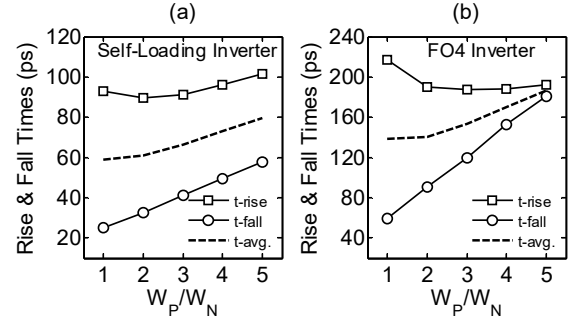 (a)
Self-Loading Inverter
Rise & Fall Times (ps)
120
100
80
60
40
20
t-rise
t-fall
t-avg.
1 2 3 4 5
W_P/W_N
(b)
FO4 Inverter
Rise & Fall Times (ps)
240
200
160
120
80
40
t-rise
t-fall
t-avg.
1 2 3 4 5
W_P/W_N